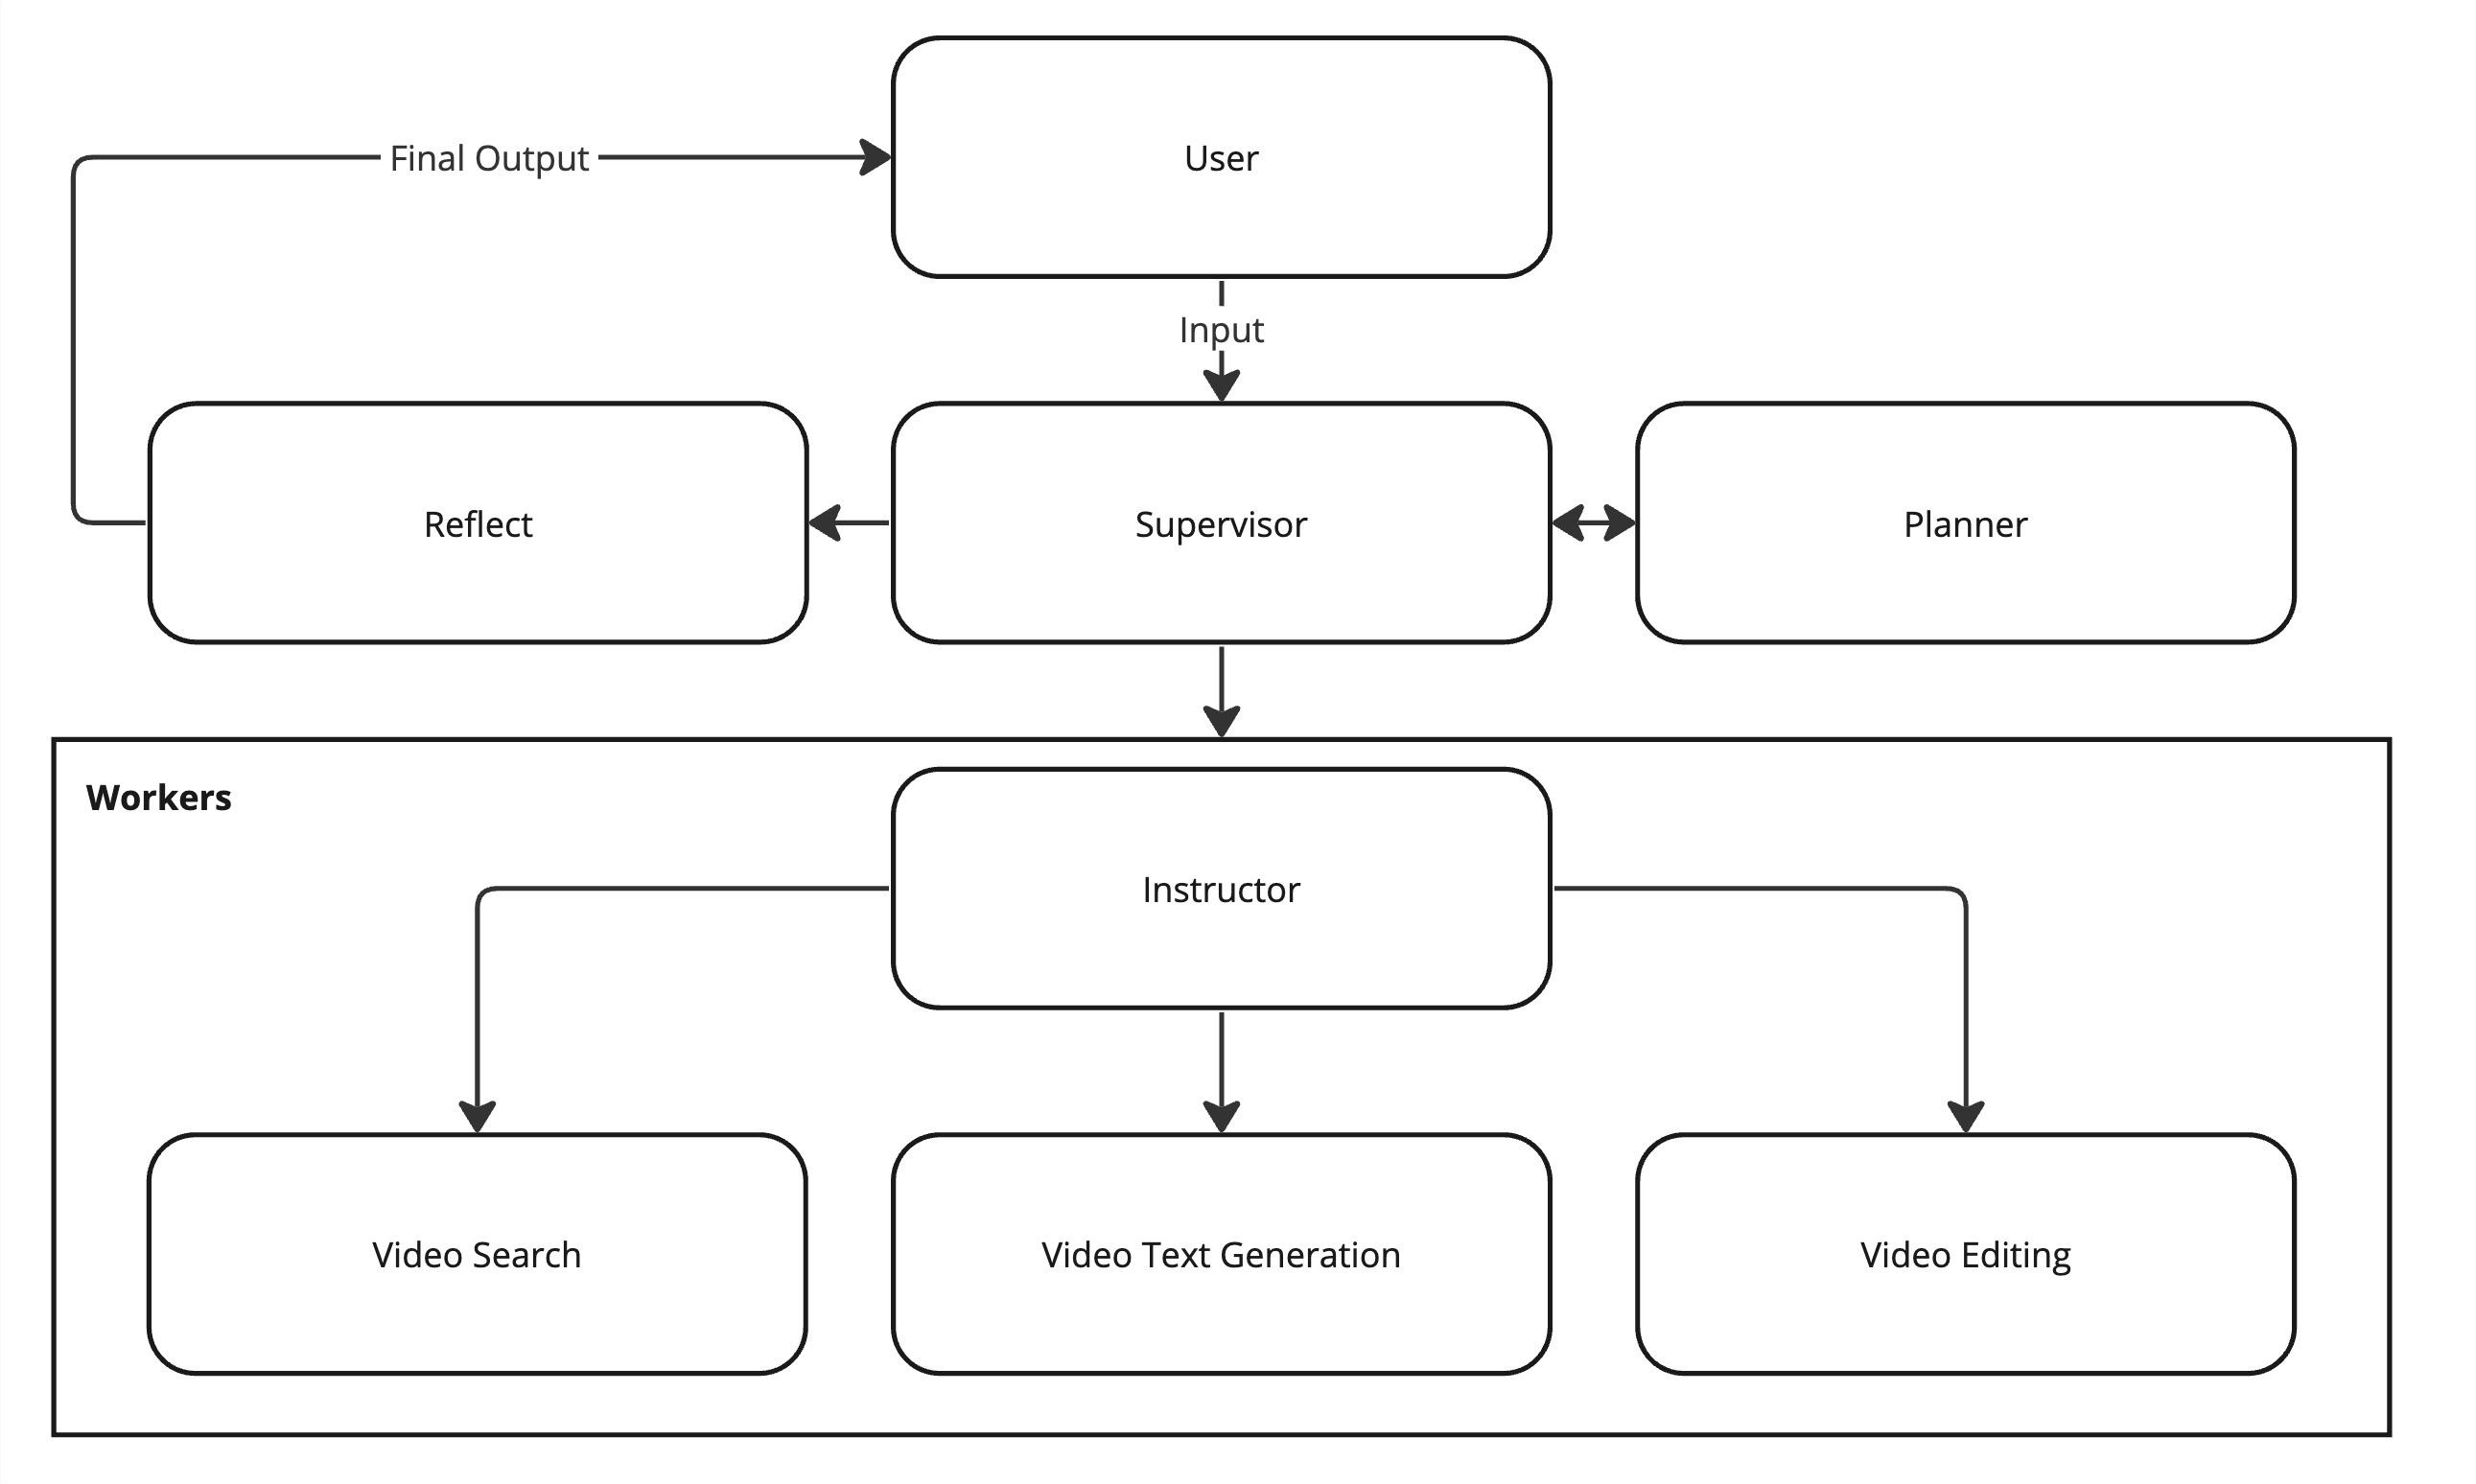 Final Output
User
Input
Reflect
Supervisor
Planner
Workers
Instructor
Video Search
Video Text Generation
Video Editing